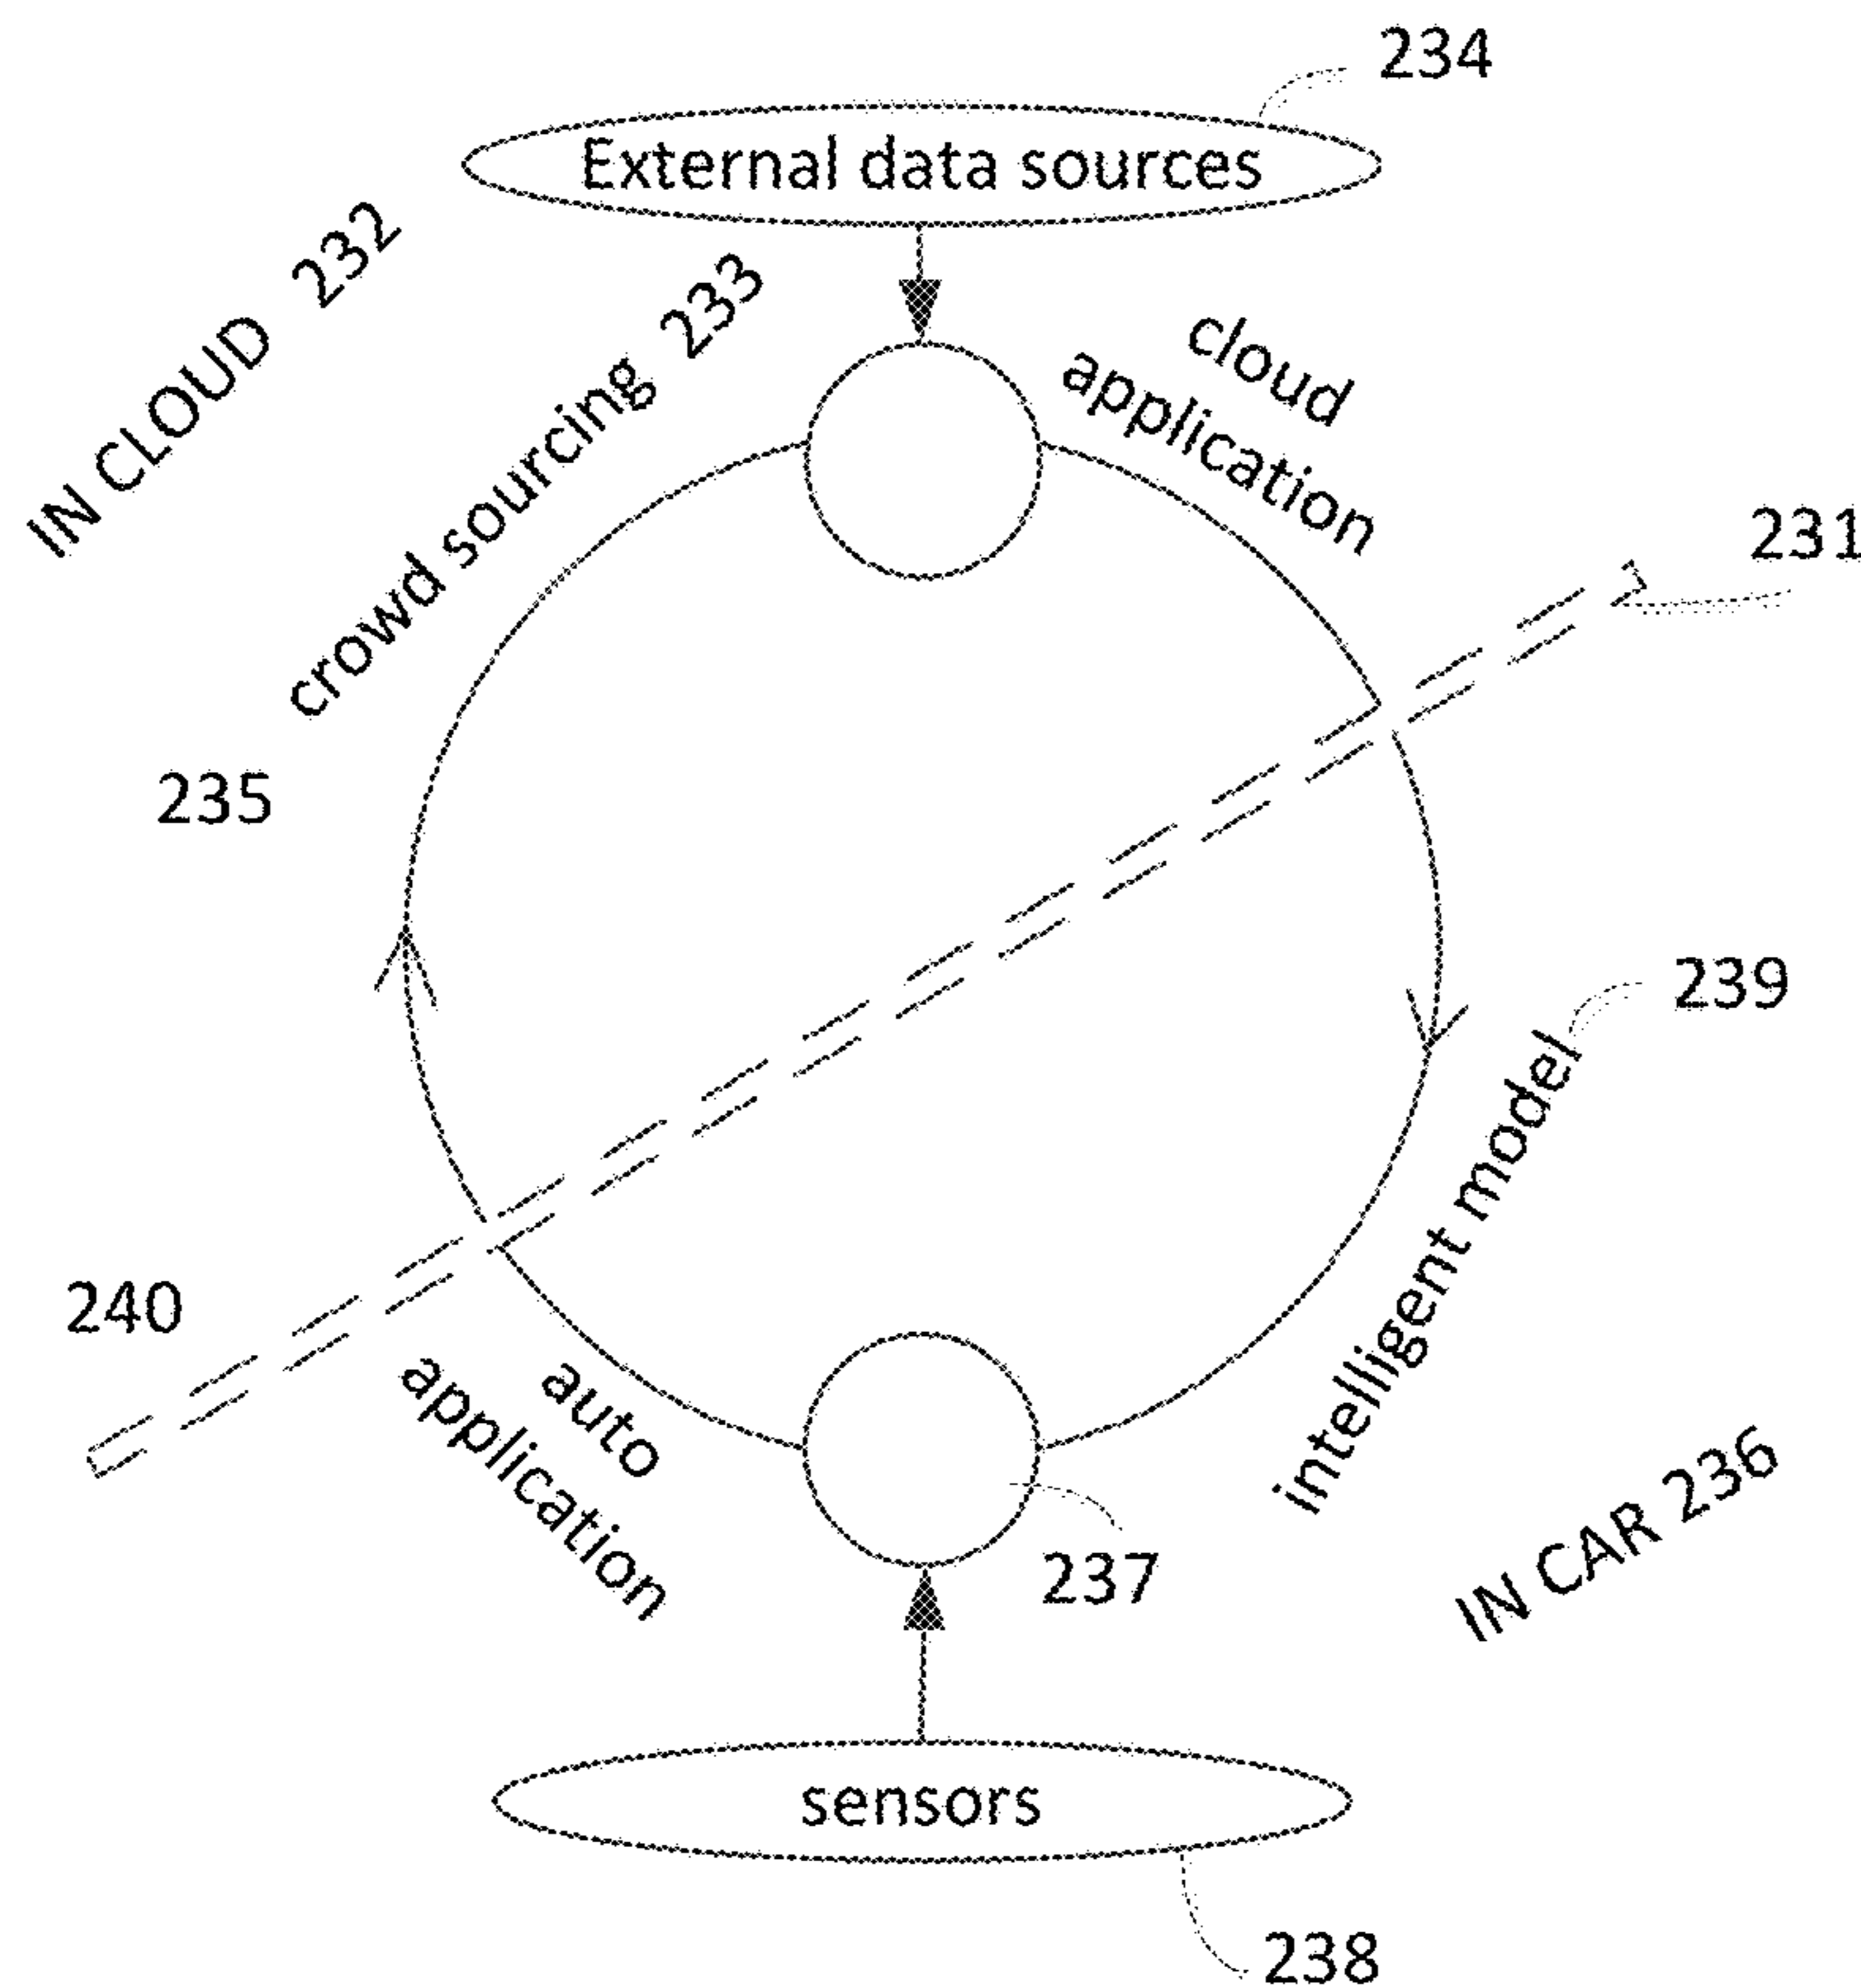 234
External data sources
IN CLOUD 232
crowd sourcing 233
cloud
application
231
235
239
intelligent model
240
auto
application
237
IN CAR 236
sensors
238